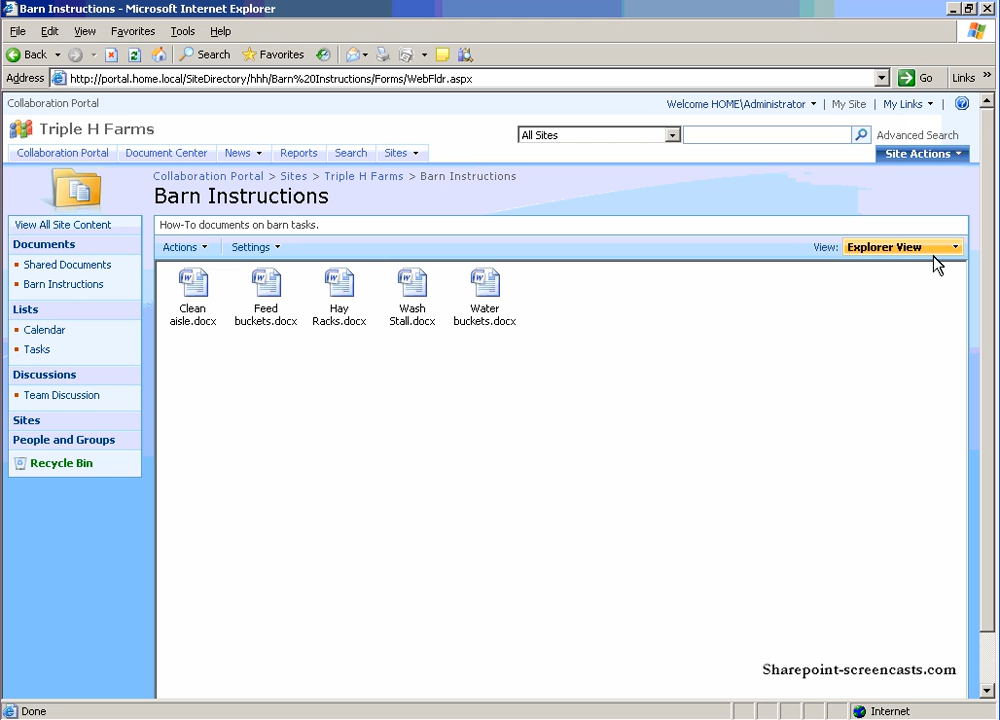 Barn Instructions - Microsoft Internet Explorer
File Edit View Favorites Tools Help
Back Search Favorites
Address http://portal.home.local/SiteDirectory/hhh/Barn%20Instructions/Forms/WebFldr.aspx Go Links »
Collaboration Portal Welcome HOME\Administrator My Site | My Links
Triple H Farms
All Sites Advanced Search
Collaboration Portal Document Center News Reports Search Sites Site Actions
Collaboration Portal > Sites > Triple H Farms > Barn Instructions
Barn Instructions
View All Site Content
Documents
Shared Documents
Barn Instructions
Lists
Calendar
Tasks
Discussions
Team Discussion
Sites
People and Groups
Recycle Bin
How-To documents on barn tasks.
Actions Settings View: Explorer View
Clean
aisle.docx
Feed
buckets.docx
Hay
Racks.docx
Wash
Stall.docx
Water
buckets.docx
Sharepoint-screencasts.com
Done Internet